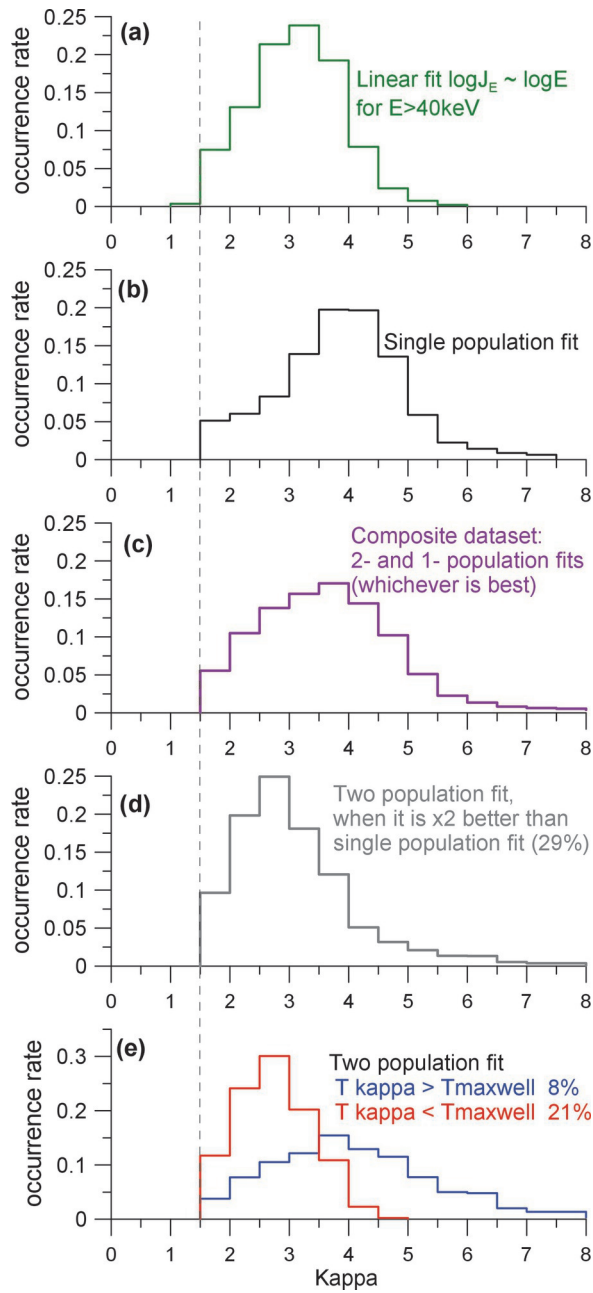 occurrence rate
0.25
0.2
0.15
0.1
0.05
0
(a)
Linear fit logJE ~ logE
for E>40keV
0 1 2 3 4 5 6 7 8
occurrence rate
0.25
0.2
0.15
0.1
0.05
0
(b)
Single population fit
0 1 2 3 4 5 6 7 8
occurrence rate
0.25
0.2
0.15
0.1
0.05
0
(c)
Composite dataset:
2- and 1- population fits
(whichever is best)
0 1 2 3 4 5 6 7 8
occurrence rate
0.25
0.2
0.15
0.1
0.05
0
(d)
Two population fit,
when it is x2 better than
single population fit (29%)
0 1 2 3 4 5 6 7 8
occurrence rate
0.3
0.2
0.1
0
(e)
Two population fit
T kappa > Tmaxwell 8%
T kappa < Tmaxwell 21%
0 1 2 3 4 5 6 7 8
Kappa